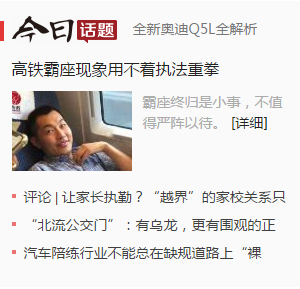 今日话题 全新奥迪Q5L全解析
高铁霸座现象用不着执法重拳
霸座终归是小事，不值
得严阵以待。 [详细]
评论 | 让家长执勤？“越界”的家校关系只
“北流公交门”：有乌龙，更有围观的正
汽车陪练行业不能总在缺规道路上“裸